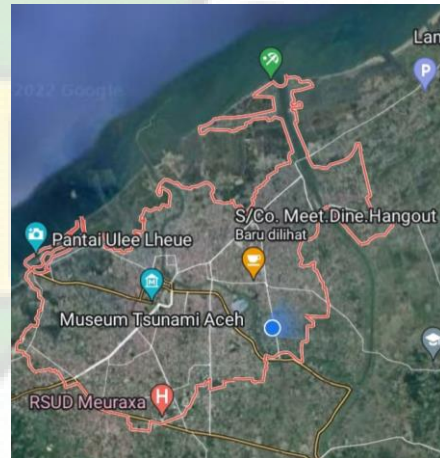 Lan
2022 Google
S/Co. Meet.Dine.Hangout
Baru dilihat
Pantai Ulee Lheue
Museum Tsunami Aceh
RSUD Meuraxa
H
P